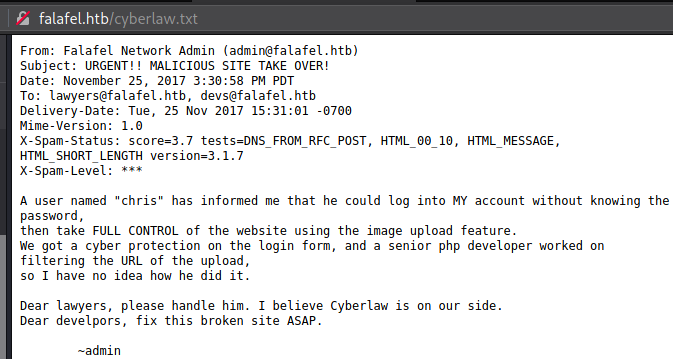 falafel.htb/cyberlaw.txt
From: Falafel Network Admin (admin@falafel.htb)
Subject: URGENT!! MALICIOUS SITE TAKE OVER!
Date: November 25, 2017 3:30:58 PM PDT
To: lawyers@falafel.htb, devs@falafel.htb
Delivery-Date: Tue, 25 Nov 2017 15:31:01 -0700
Mime-Version: 1.0
X-Spam-Status: score=3.7 tests=DNS_FROM_RFC_POST, HTML_00_10, HTML_MESSAGE,
HTML_SHORT_LENGTH version=3.1.7
X-Spam-Level: ***
A user named "chris" has informed me that he could log into MY account without knowing the
password,
then take FULL CONTROL of the website using the image upload feature.
We got a cyber protection on the login form, and a senior php developer worked on
filtering the URL of the upload,
so I have no idea how he did it.
Dear lawyers, please handle him. I believe Cyberlaw is on our side.
Dear develpors, fix this broken site ASAP.
~admin